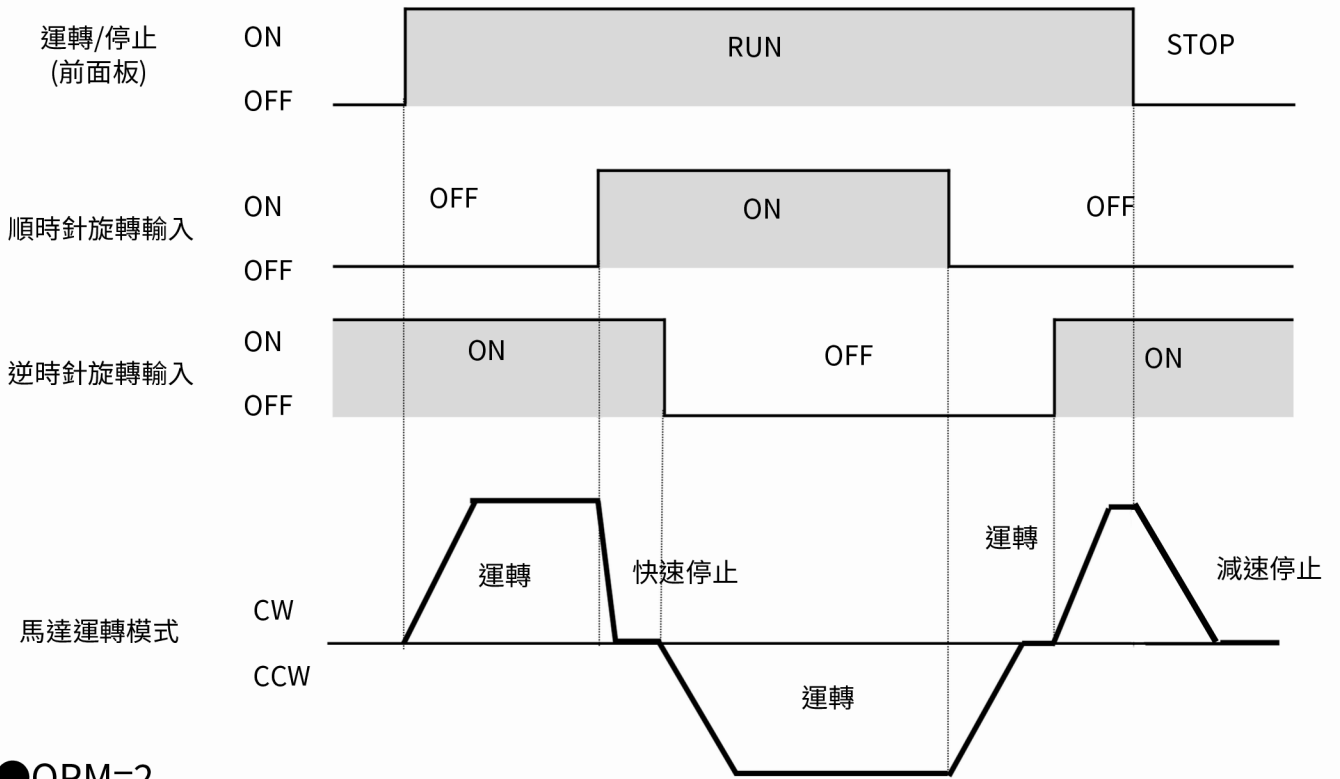 運轉/停止
(前面板)
ON
OFF
RUN
STOP
順時針旋轉輸入
ON
OFF
OFF
ON
OFF
逆時針旋轉輸入
ON
OFF
ON
OFF
ON
馬達運轉模式
CW
CCW
運轉
快速停止
運轉
運轉
減速停止
●OPM=2